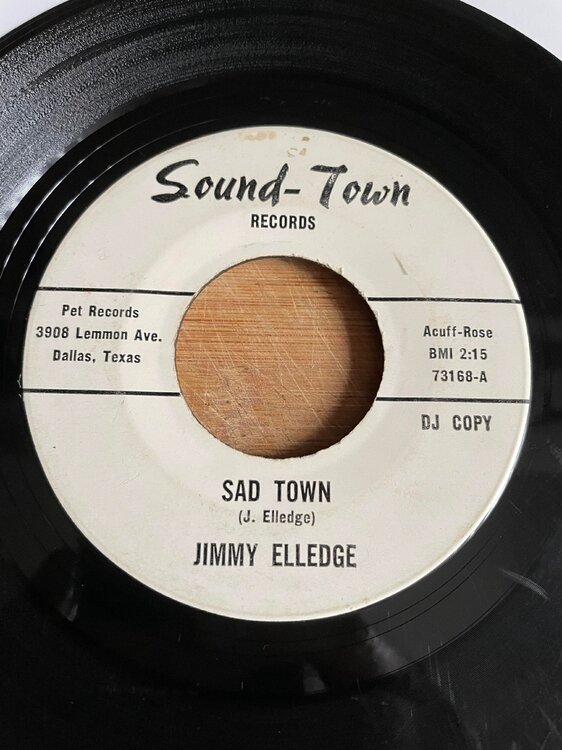 Sound-Town
RECORDS
Pet Records
3908 Lemmon Ave.
Dallas, Texas
Acuff-Rose
BMI 2:15
73168-A
DJ COPY
SAD TOWN
(J. Elledge)
JIMMY ELLEDGE